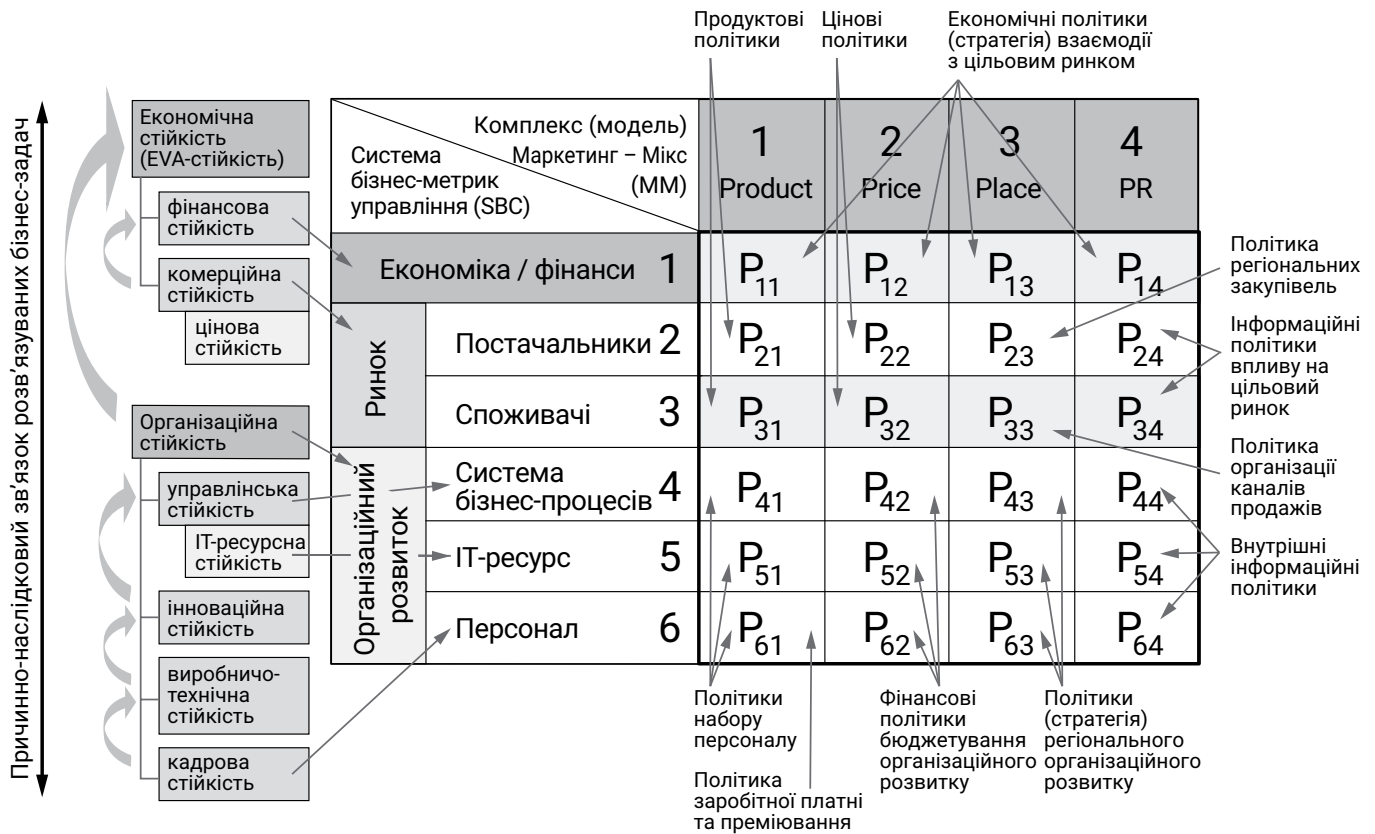 Продуктові
політики
Цінові
політики
Економічні політики
(стратегія) взаємодії
з цільовим ринком
Причинно-наслідковий зв'язок розв'язуваних бізнес-задач
Економічна
стійкість
(EVA-стійкість)
фінансова
стійкість
комерційна
стійкість
цінова
стійкість
Організаційна
стійкість
управлінська
стійкість
ІТ-ресурсна
стійкість
інноваційна
стійкість
виробничо-
технічна
стійкість
кадрова
стійкість
Комплекс (модель)
Маркетинг – Мікс
(ММ)
Система
бізнес-метрик
управління (SBC)
1
Product
2
Price
3
Place
4
PR
Економіка / фінанси 1
P11 P12 P13 P14
Ринок
Постачальники 2
P21 P22 P23 P24
Споживачі 3
P31 P32 P33 P34
Організаційний
розвиток
Система
бізнес-процесів 4
P41 P42 P43 P44
ІТ-ресурс 5
P51 P52 P53 P54
Персонал 6
P61 P62 P63 P64
Політика
регіональних
закупівель
Інформаційні
політики
впливу на
цільовий
ринок
Політика
організації
каналів
продажів
Внутрішні
інформаційні
політики
Політики
набору
персоналу
Політика
заробітної платні
та преміювання
Фінансові
політики
бюджетування
організаційного
розвитку
Політики
(стратегія)
регіонального
організаційного
розвитку